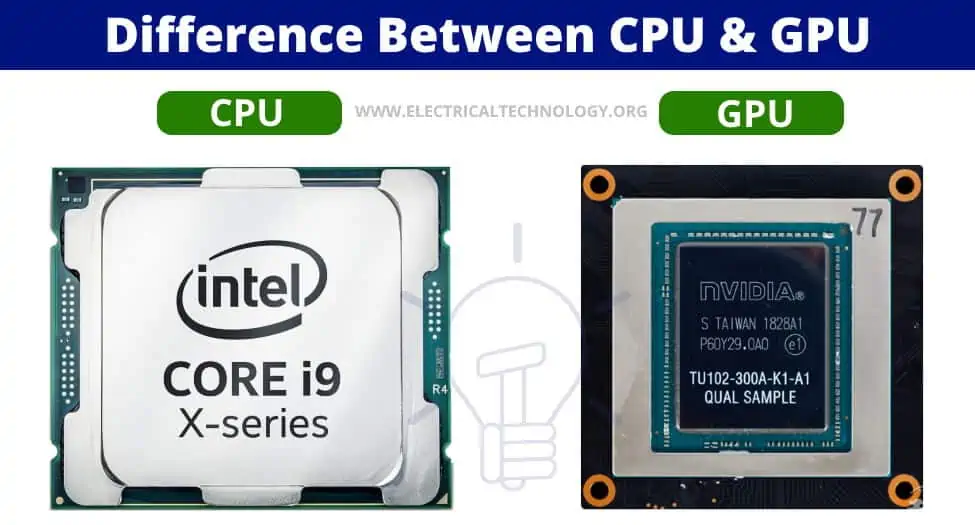 Difference Between CPU & GPU
CPU
WWW.ELECTRICALTECHNOLOGY.ORG
GPU
intel
CORE i9
X-series
R4
77
NVIDIA®
S TAIWAN 1828A1
P60Y29.0A0 e1
TU102-300A-K1-A1
QUAL SAMPLE